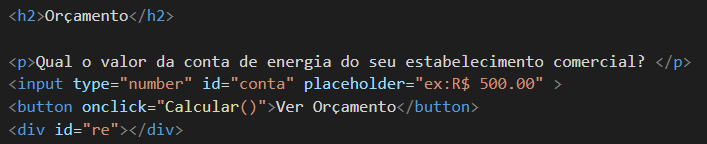 <h2>Orçamento</h2>
<p>Qual o valor da conta de energia do seu estabelecimento comercial? </p>
<input type="number" id="conta" placeholder="ex:R$ 500.00" >
<button onclick="Calcular()">Ver Orçamento</button>
<div id="re"></div>